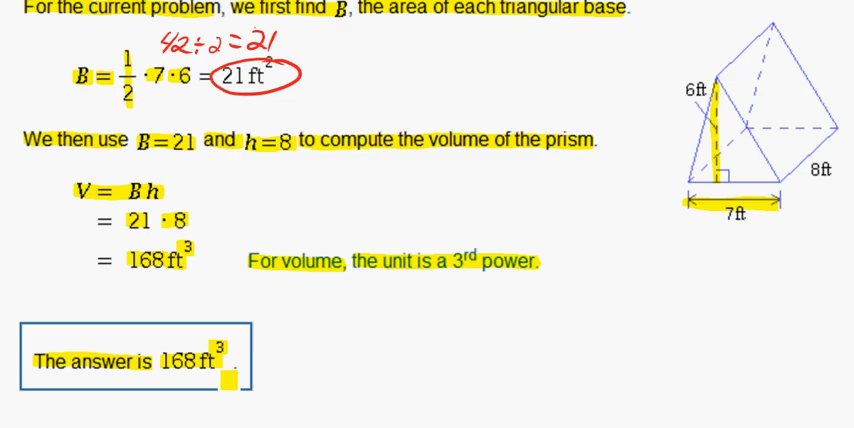 For the current problem, we first find B, the area of each triangular base.
42 ÷ 2 = 21
B = 1/2 · 7 · 6 = 21 ft²
We then use B = 21 and h = 8 to compute the volume of the prism.
V = B h
= 21 · 8
= 168 ft³ For volume, the unit is a 3rd power.
The answer is 168 ft³.
6ft
8ft
7ft